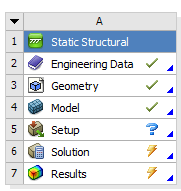 A
1 Static Structural
2 Engineering Data
3 Geometry
4 Model
5 Setup
6 Solution
7 Results